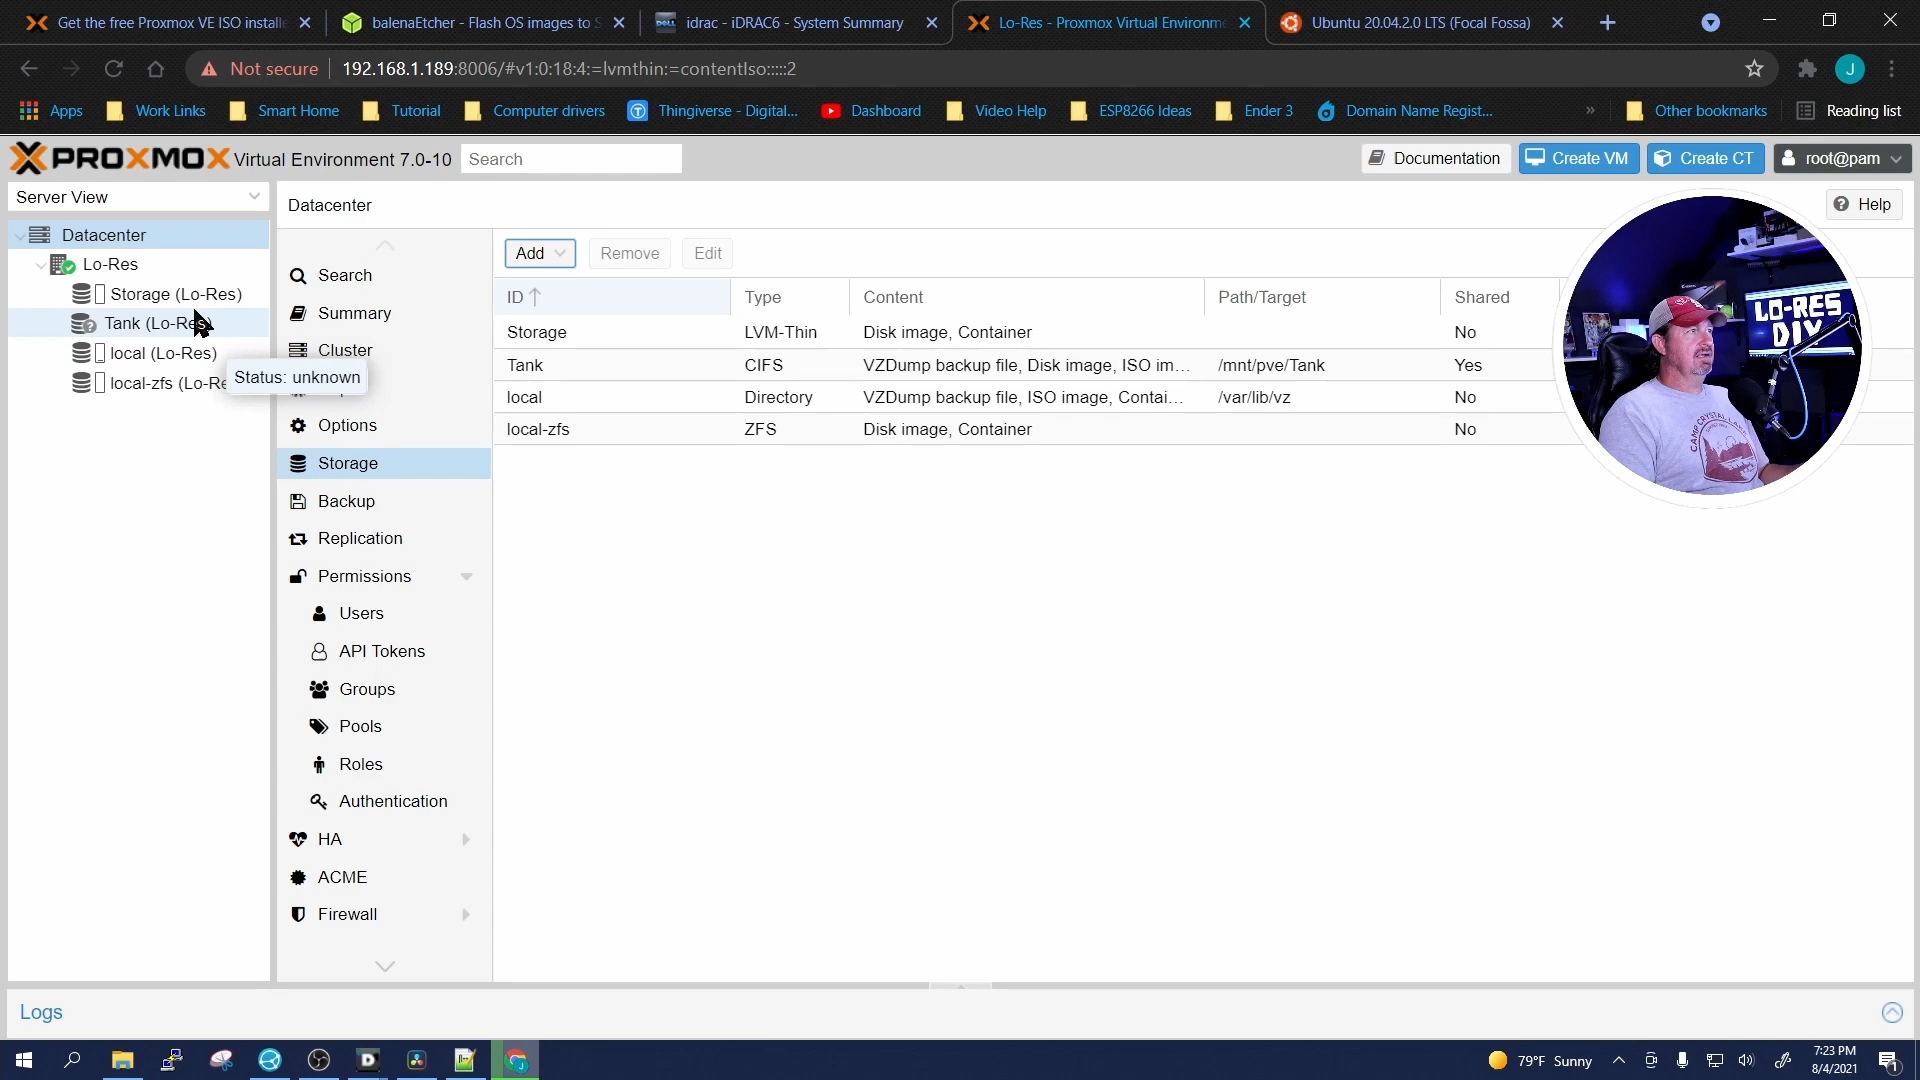 Get the free Proxmox VE ISO installe
balenaEtcher - Flash OS images to S
idrac - iDRAC6 - System Summary
Lo-Res - Proxmox Virtual Environme
Ubuntu 20.04.2.0 LTS (Focal Fossa)
Not secure
192.168.1.189:8006/#v1:0:18:4:=lvmthin:=contentIso:::::2
J
Apps
Work Links
Smart Home
Tutorial
Computer drivers
Thingiverse - Digital...
Dashboard
Video Help
ESP8266 Ideas
Ender 3
Domain Name Regist...
»
Other bookmarks
Reading list
PROXMOX
Virtual Environment 7.0-10
Search
Documentation
Create VM
Create CT
root@pam
Server View
Datacenter
Help
Datacenter
Lo-Res
Storage (Lo-Res)
Tank (Lo-Res)
local (Lo-Res)
local-zfs (Lo-Re
Status: unknown
Search
Summary
Cluster
Options
Storage
Backup
Replication
Permissions
Users
API Tokens
Groups
Pools
Roles
Authentication
HA
ACME
Firewall
Add
Remove
Edit
ID Type Content Path/Target Shared
Storage LVM-Thin Disk image, Container No
Tank CIFS VZDump backup file, Disk image, ISO im... /mnt/pve/Tank Yes
local Directory VZDump backup file, ISO image, Contai... /var/lib/vz No
local-zfs ZFS Disk image, Container No
LO-RES
DIY
CAMP CRYSTAL LAKE
Logs
79°F Sunny
7:23 PM
8/4/2021
1